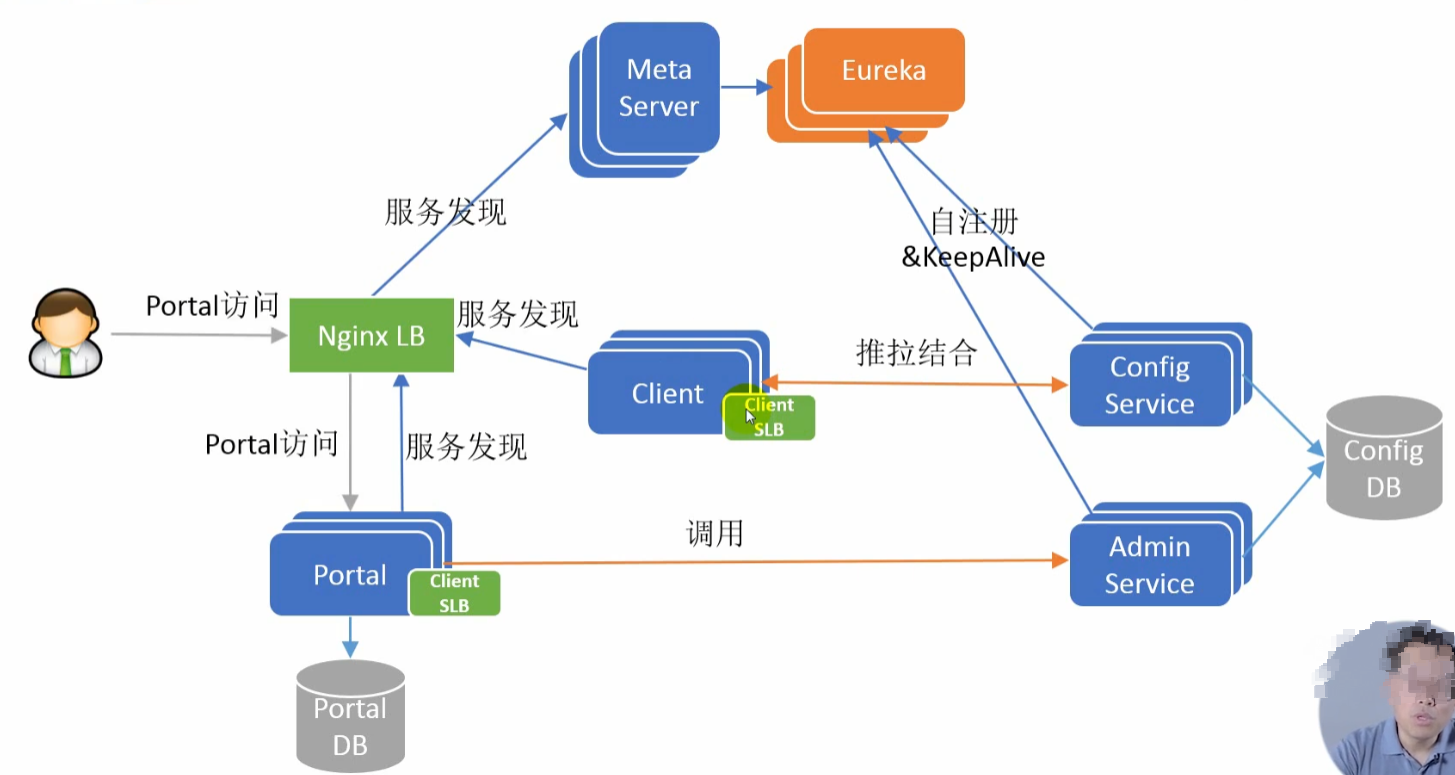 Meta
Server
Eureka
服务发现
自注册
&KeepAlive
Portal访问
Nginx LB
服务发现
Client
Client
SLB
推拉结合
Config
Service
Config
DB
Portal访问
服务发现
调用
Portal
Client
SLB
Admin
Service
Portal
DB